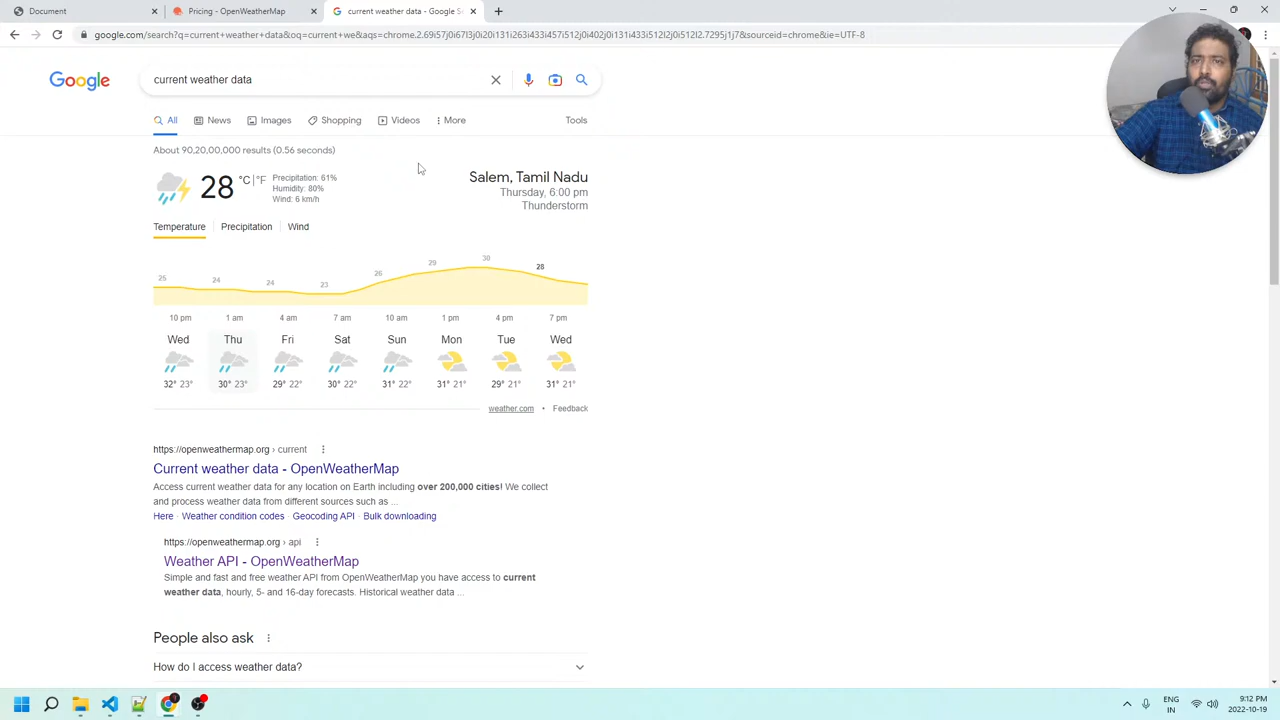 Document
Pricing - OpenWeatherMap
current weather data - Google Se
google.com/search?q=current+weather+data&oq=current+we&aqs=chrome.2.69i57j0i67l3j0i20i131i263i433i457i512j0i402j0i131i433i512l2j0i512l2.7295j1j7&sourceid=chrome&ie=UTF-8
Google
current weather data
All
News
Images
Shopping
Videos
More
Tools
About 90,20,00,000 results (0.56 seconds)
28
°C | °F
Precipitation: 61%
Humidity: 80%
Wind: 6 km/h
Salem, Tamil Nadu
Thursday, 6:00 pm
Thunderstorm
Temperature
Precipitation
Wind
25 24 24 23 26 29 30 28
10 pm 1 am 4 am 7 am 10 am 1 pm 4 pm 7 pm
Wed Thu Fri Sat Sun Mon Tue Wed
32° 23° 30° 23° 29° 22° 30° 22° 31° 22° 31° 21° 29° 21° 31° 21°
weather.com • Feedback
https://openweathermap.org › current
Current weather data - OpenWeatherMap
Access current weather data for any location on Earth including over 200,000 cities! We collect
and process weather data from different sources such as ...
Here · Weather condition codes · Geocoding API · Bulk downloading
https://openweathermap.org › api
Weather API - OpenWeatherMap
Simple and fast and free weather API from OpenWeatherMap you have access to current
weather data, hourly, 5- and 16-day forecasts. Historical weather data ...
People also ask
How do I access weather data?
ENG
IN
9:12 PM
2022-10-19